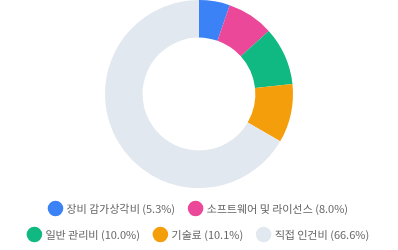 장비 감가상각비 (5.3%) 소프트웨어 및 라이선스 (8.0%)
일반 관리비 (10.0%) 기술료 (10.1%) 직접 인건비 (66.6%)